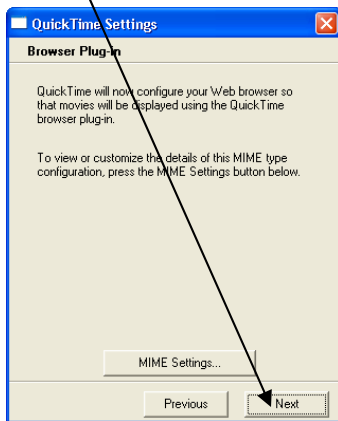 QuickTime Settings
Browser Plug-in
QuickTime will now configure your Web browser so
that movies will be displayed using the QuickTime
browser plug-in.
To view or customize the details of this MIME type
configuration, press the MIME Settings button below.
MIME Settings...
Previous
Next